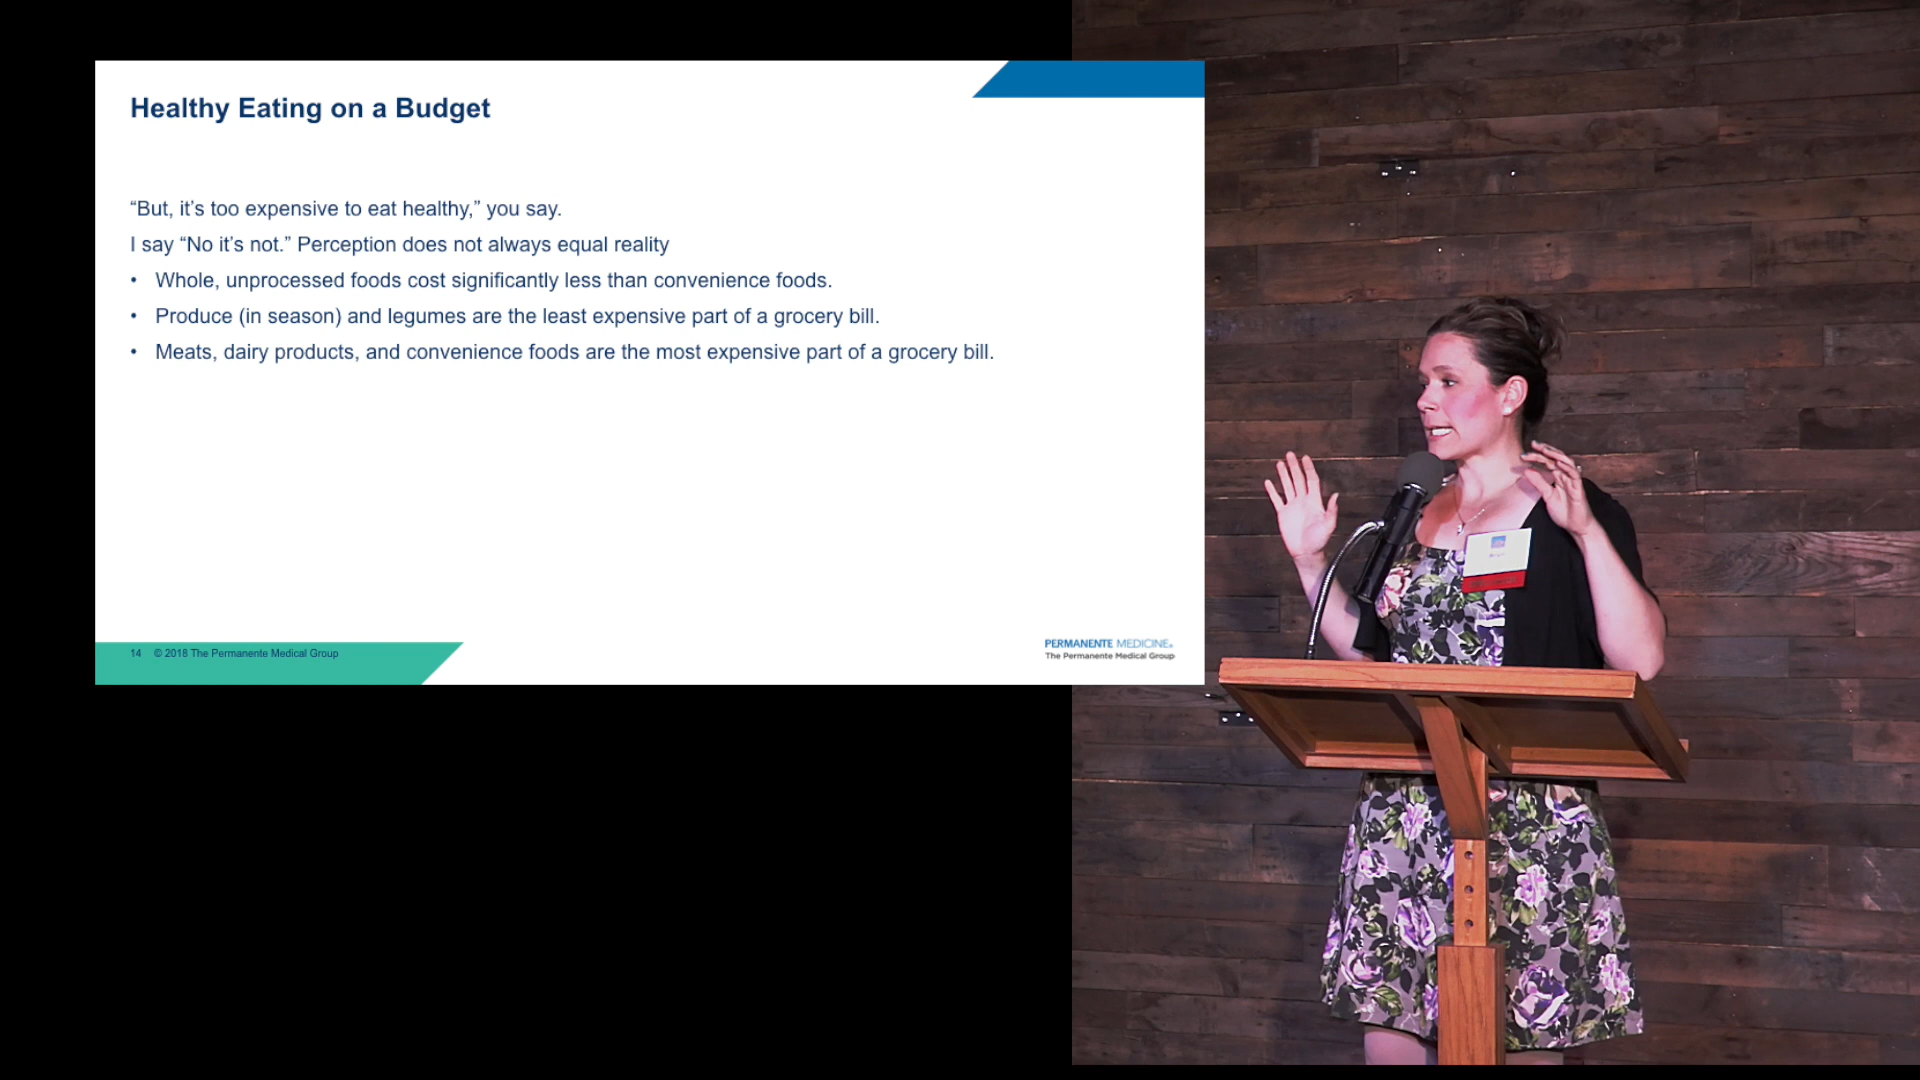 Healthy Eating on a Budget
“But, it’s too expensive to eat healthy,” you say.
I say “No it’s not.” Perception does not always equal reality
• Whole, unprocessed foods cost significantly less than convenience foods.
• Produce (in season) and legumes are the least expensive part of a grocery bill.
• Meats, dairy products, and convenience foods are the most expensive part of a grocery bill.
14 © 2018 The Permanente Medical Group
PERMANENTE MEDICINE®
The Permanente Medical Group